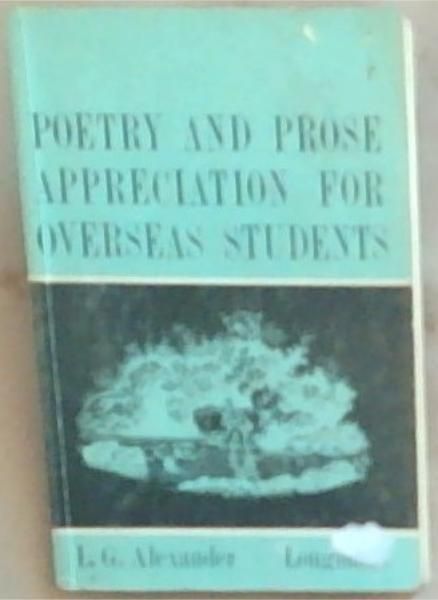 POETRY AND PROSE
APPRECIATION FOR
OVERSEAS STUDENTS
L. G. Alexander